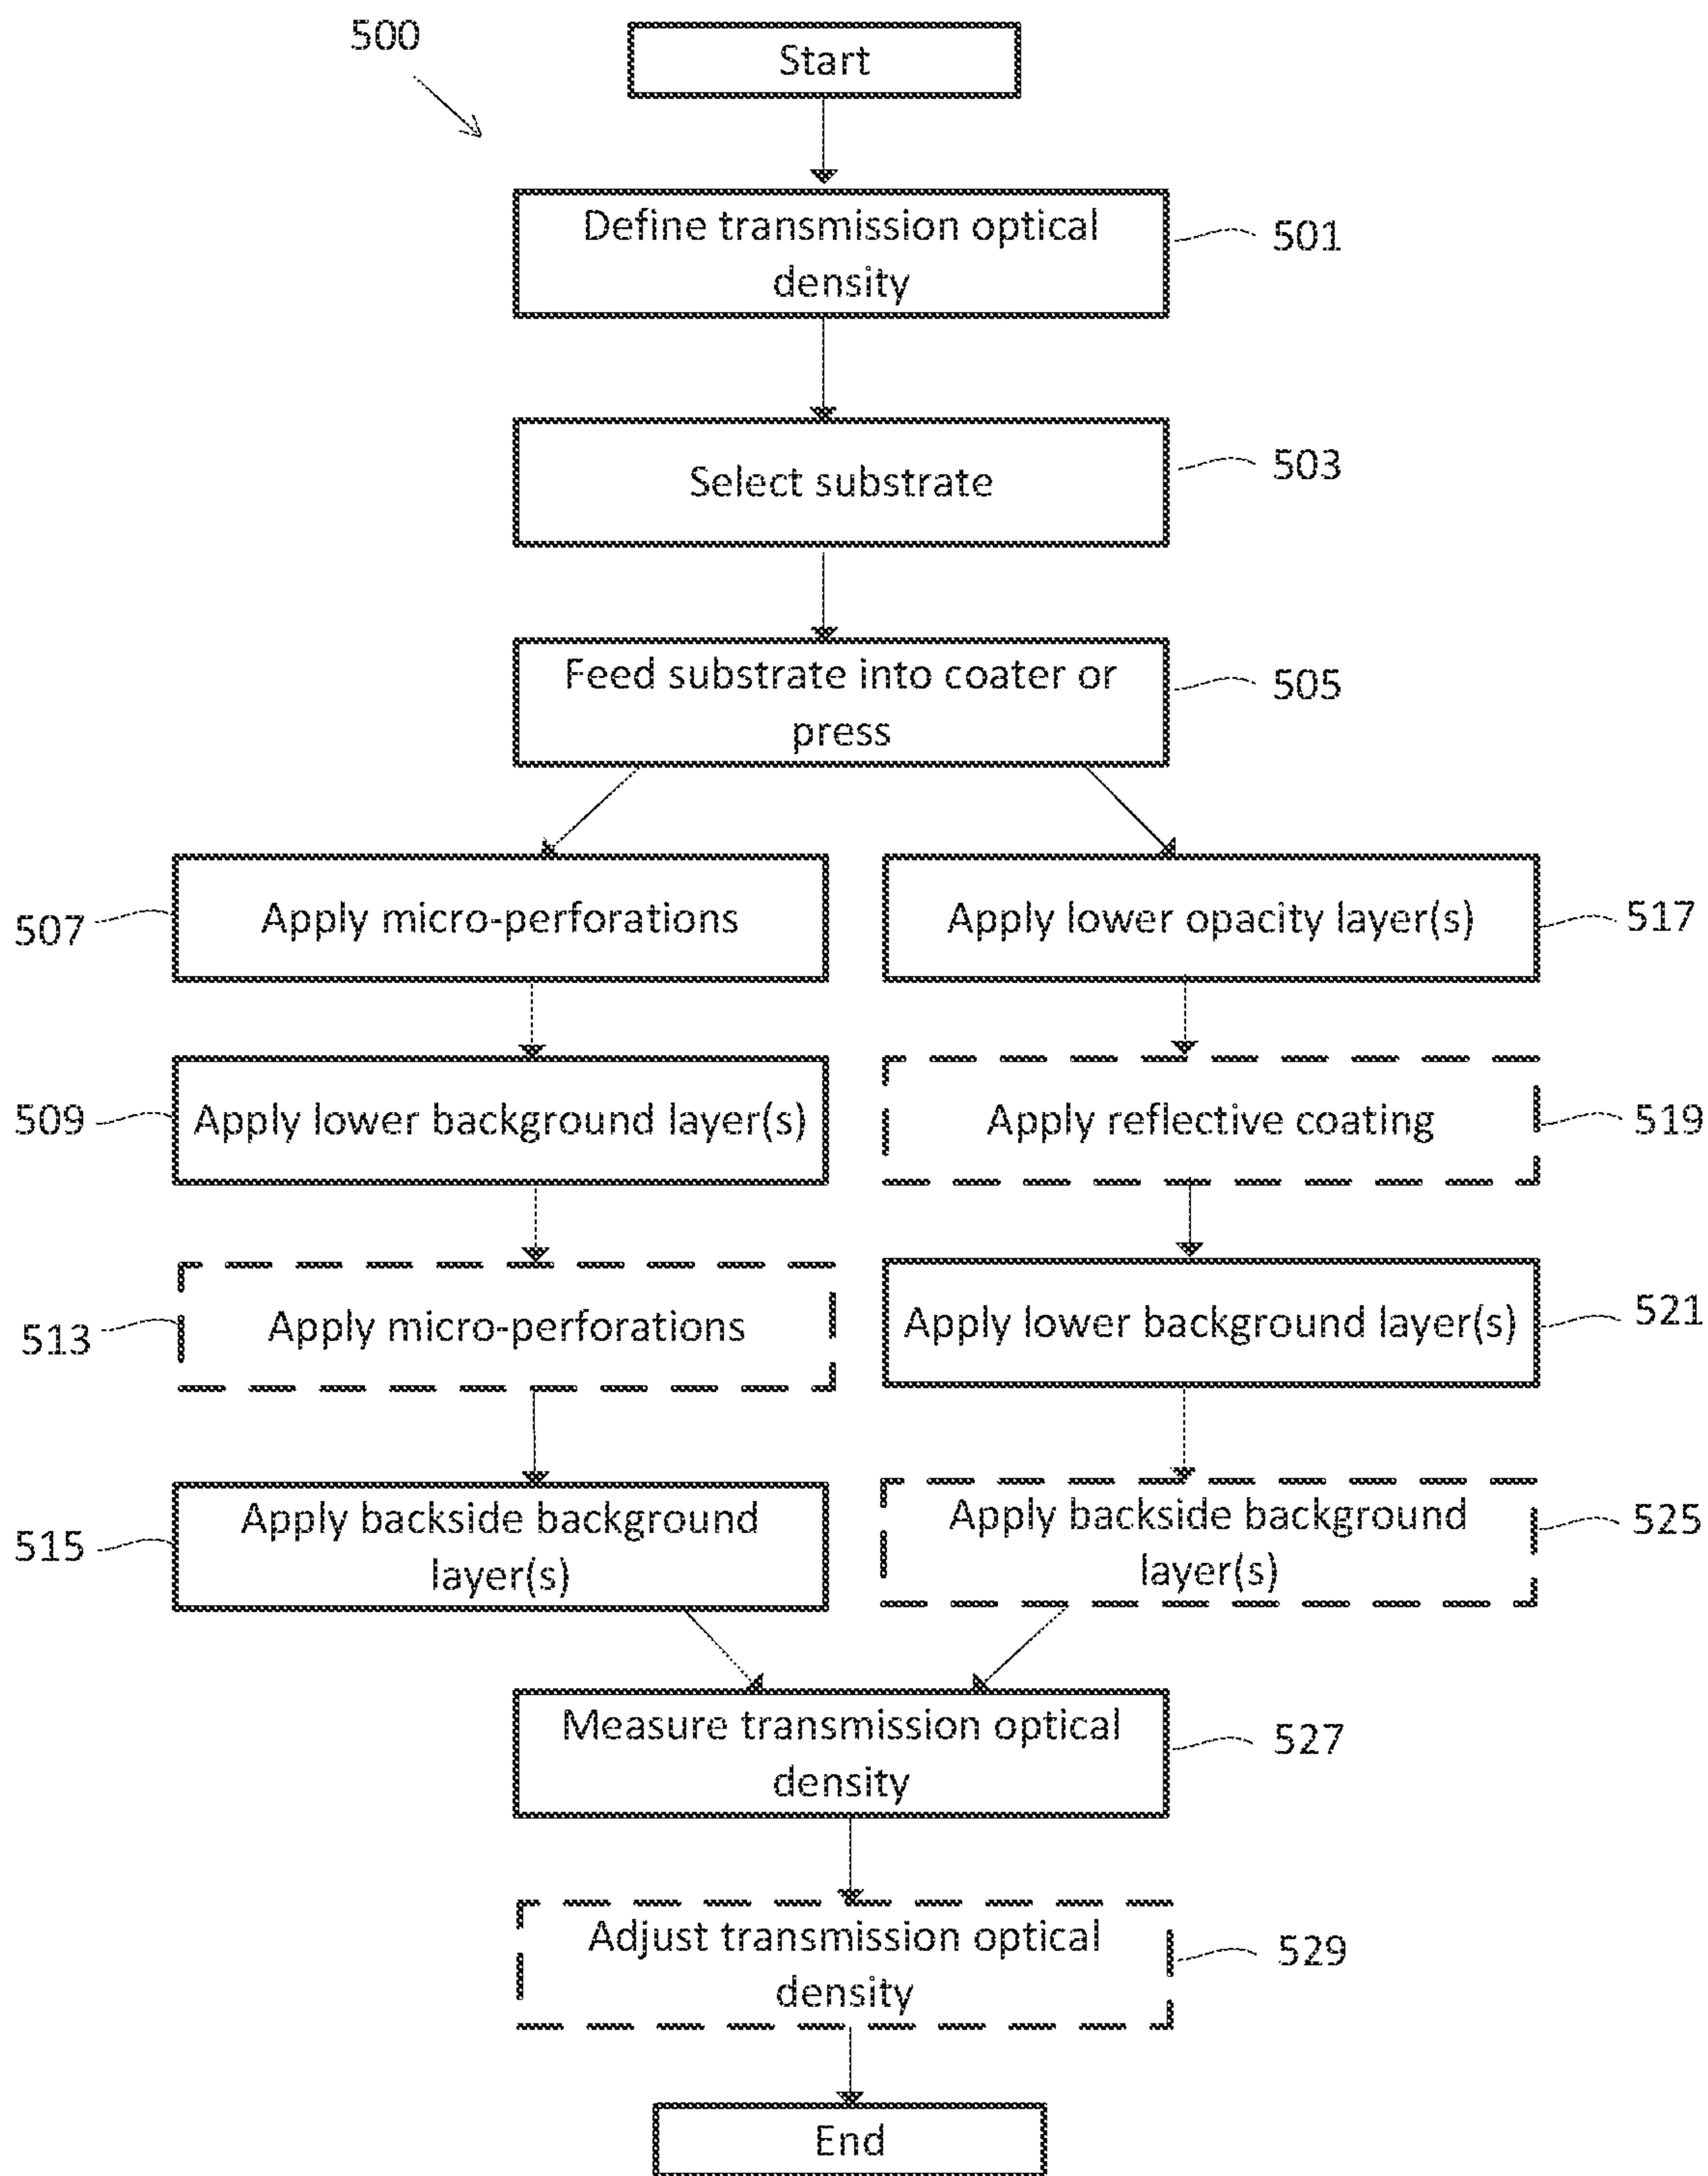 500
Start
Define transmission optical
density
501
Select substrate
503
Feed substrate into coater or
press
505
507
Apply micro-perforations
Apply lower opacity layer(s)
517
509
Apply lower background layer(s)
Apply reflective coating
519
513
Apply micro-perforations
Apply lower background layer(s)
521
515
Apply backside background
layer(s)
Apply backside background
layer(s)
525
Measure transmission optical
density
527
Adjust transmission optical
density
529
End